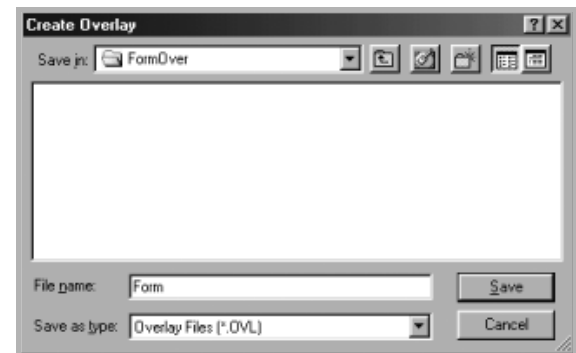 Create Overlay
Save in: FormOver
File name: Form Save
Save as type: Overlay Files (*.OVL) Cancel